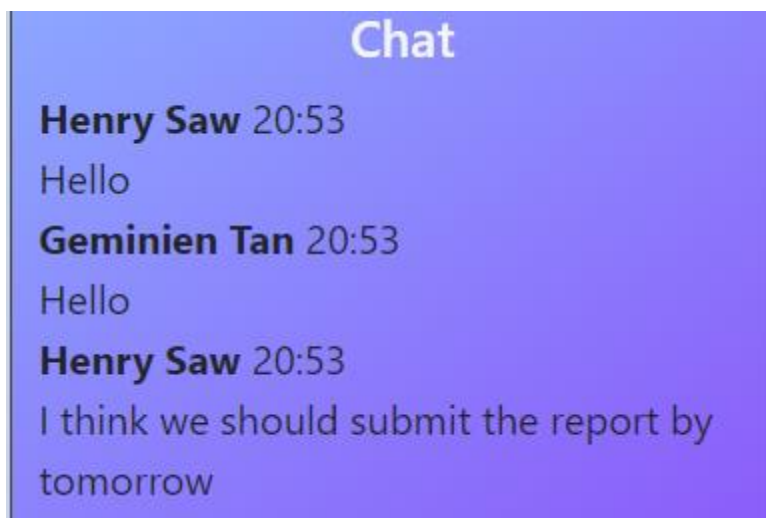 Chat
Henry Saw 20:53
Hello
Geminien Tan 20:53
Hello
Henry Saw 20:53
I think we should submit the report by
tomorrow